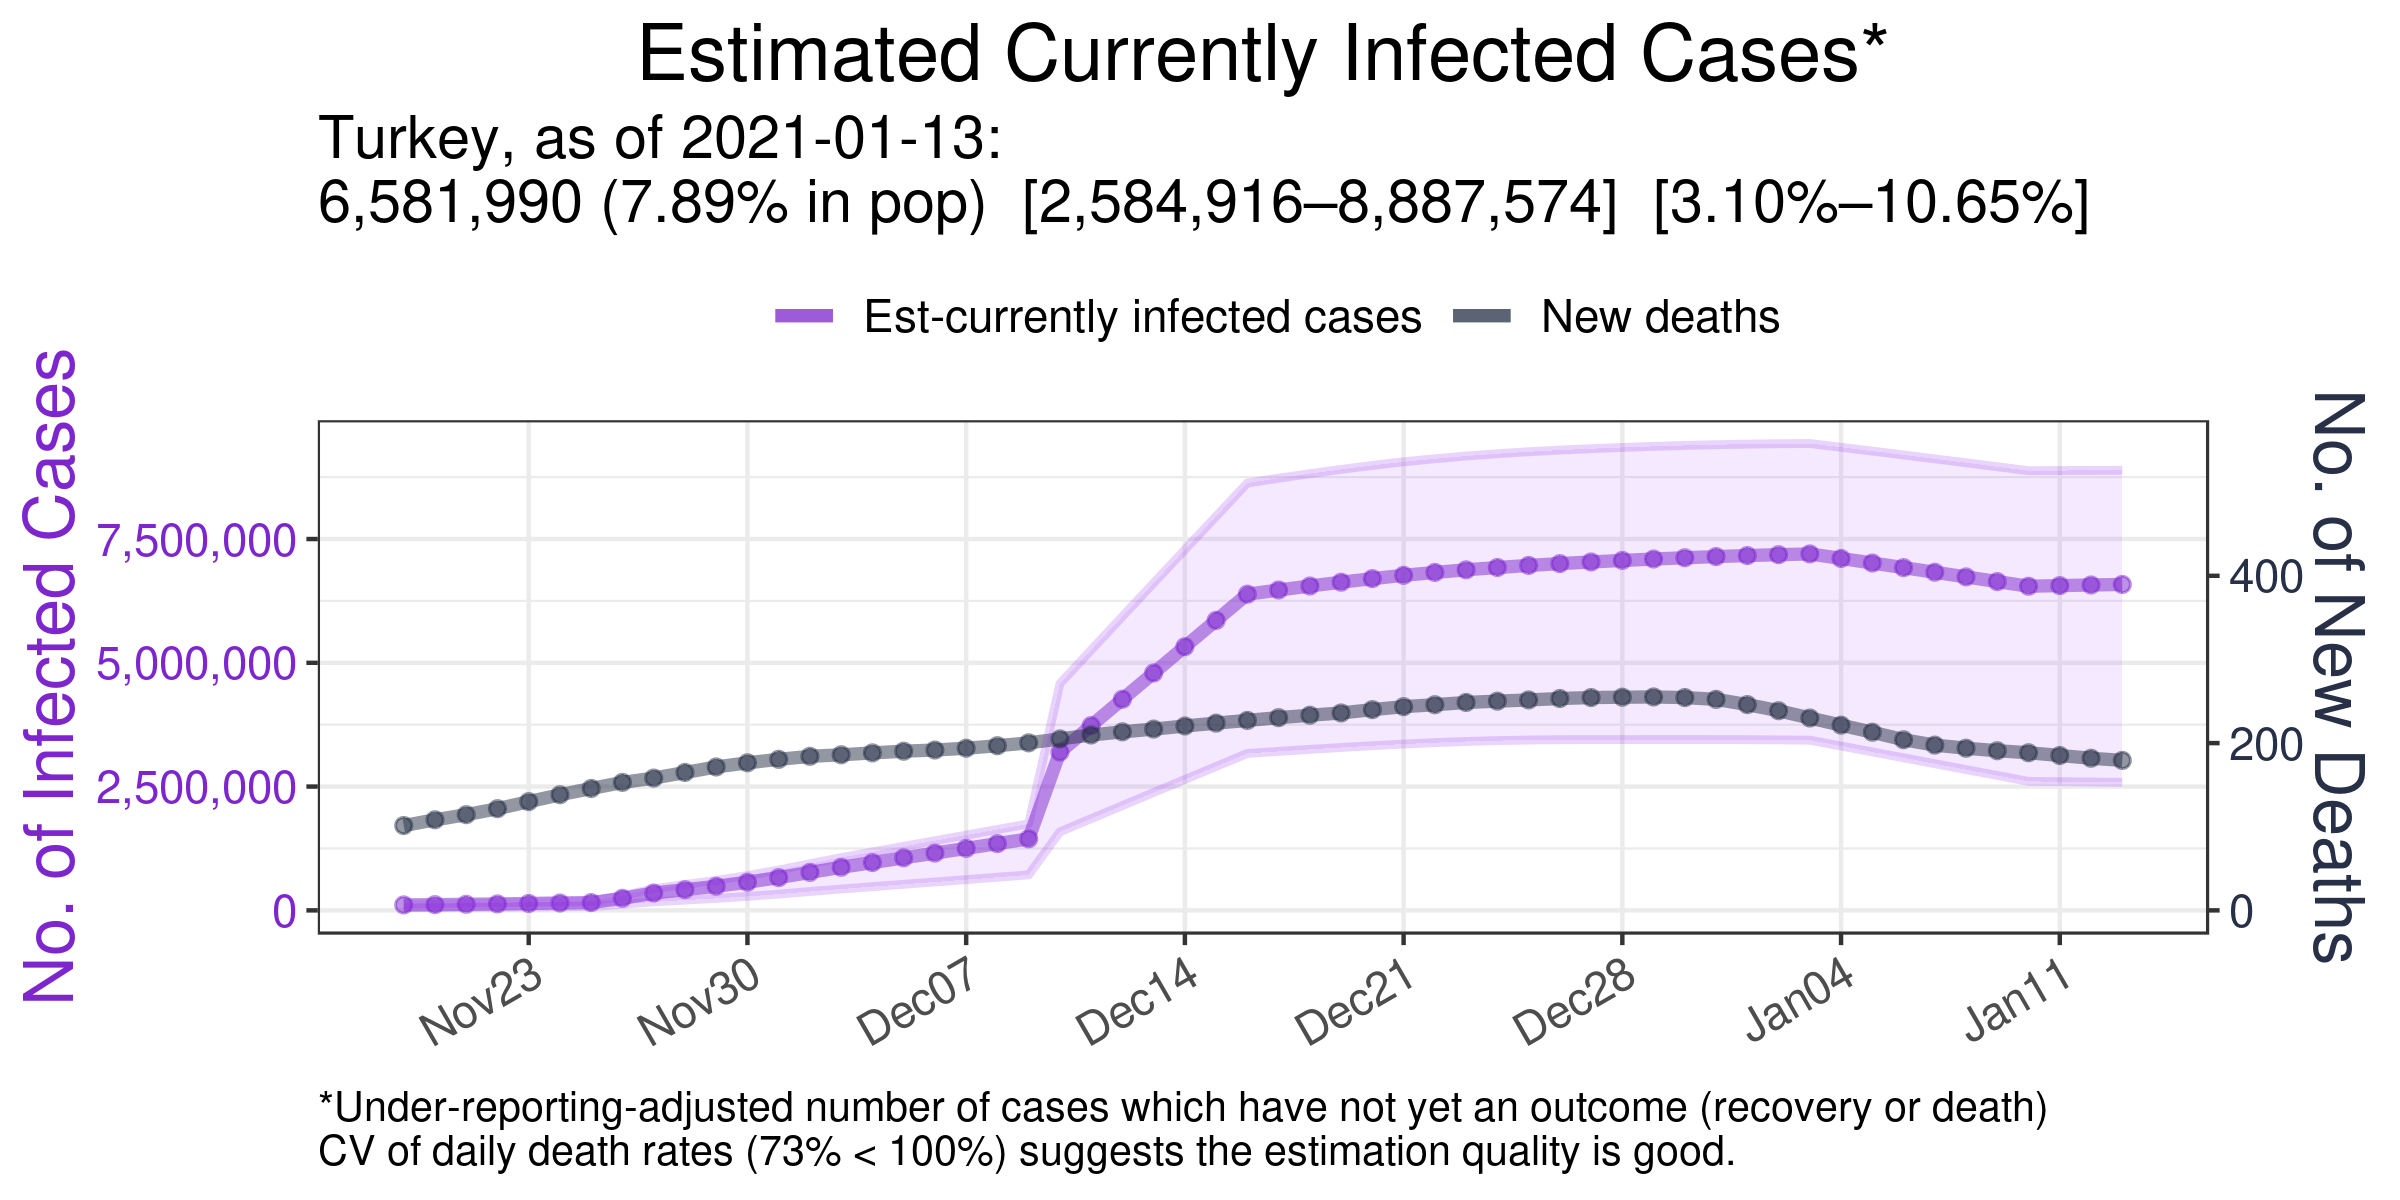 Estimated Currently Infected Cases*
Turkey, as of 2021-01-13:
6,581,990 (7.89% in pop)  [2,584,916–8,887,574]  [3.10%–10.65%]
Est-currently infected cases
New deaths
No. of Infected Cases
7,500,000
5,000,000
2,500,000
0
400
200
0
No. of New Deaths
Nov23
Nov30
Dec07
Dec14
Dec21
Dec28
Jan04
Jan11
*Under-reporting-adjusted number of cases which have not yet an outcome (recovery or death)
CV of daily death rates (73% < 100%) suggests the estimation quality is good.